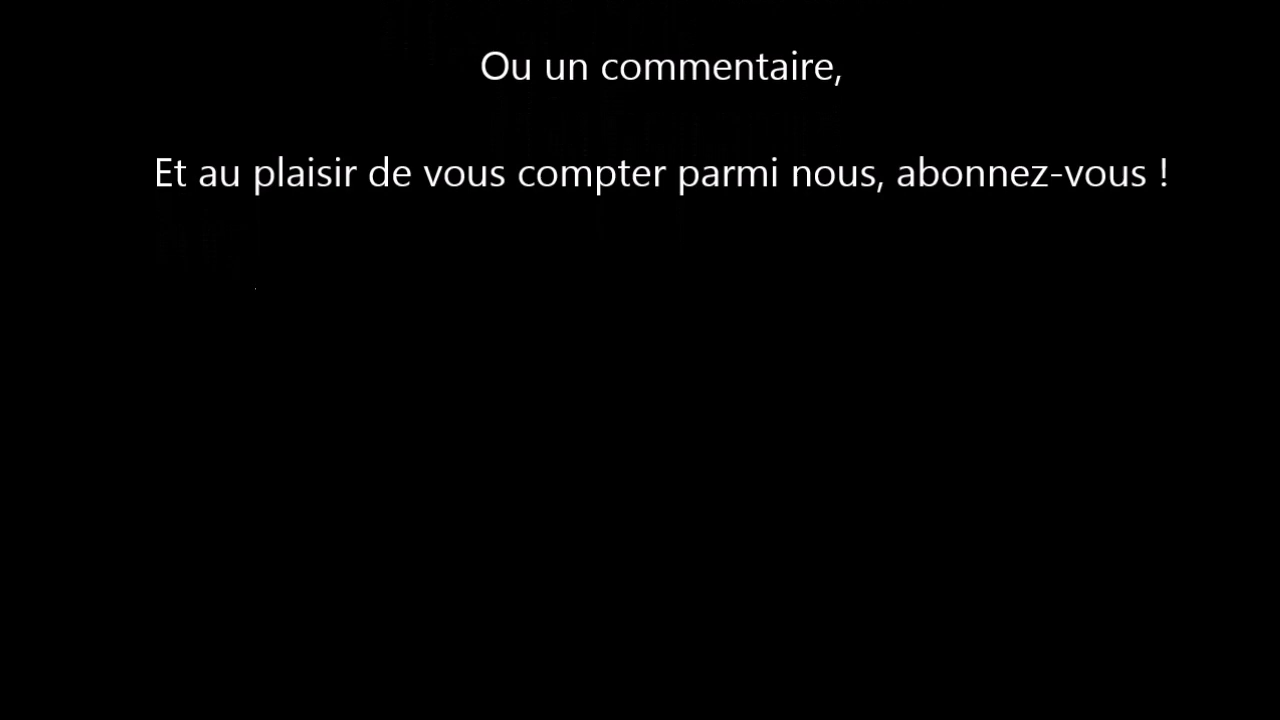 Ou un commentaire,
Et au plaisir de vous compter parmi nous, abonnez-vous !